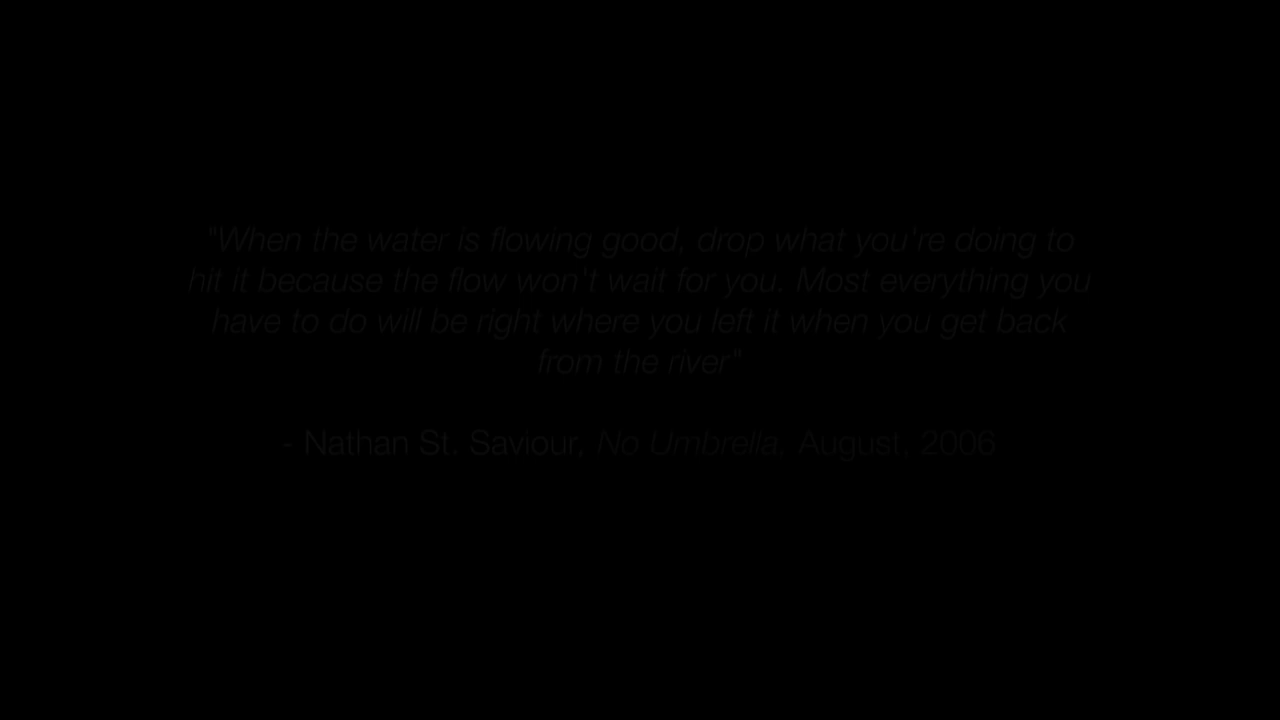 "When the water is flowing good, drop what you're doing to
hit it because the flow won't wait for you. Most everything you
have to do will be right where you left it when you get back
from the river"
- Nathan St. Saviour, No Umbrella. August. 2006